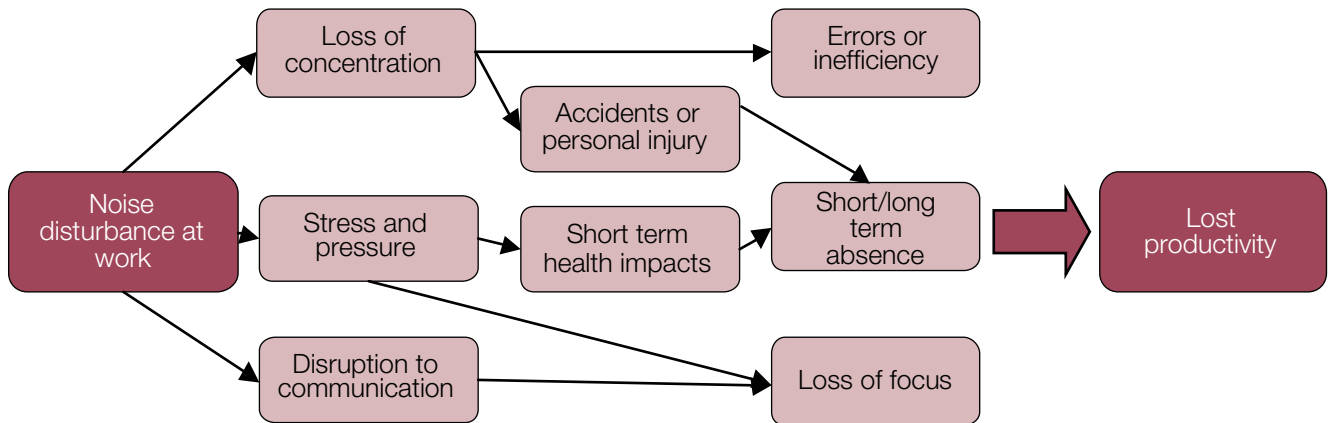 Loss of
concentration
Errors or
inefficiency
Accidents or
personal injury
Noise
disturbance at
work
Stress and
pressure
Short term
health impacts
Short/long
term
absence
Lost
productivity
Disruption to
communication
Loss of focus